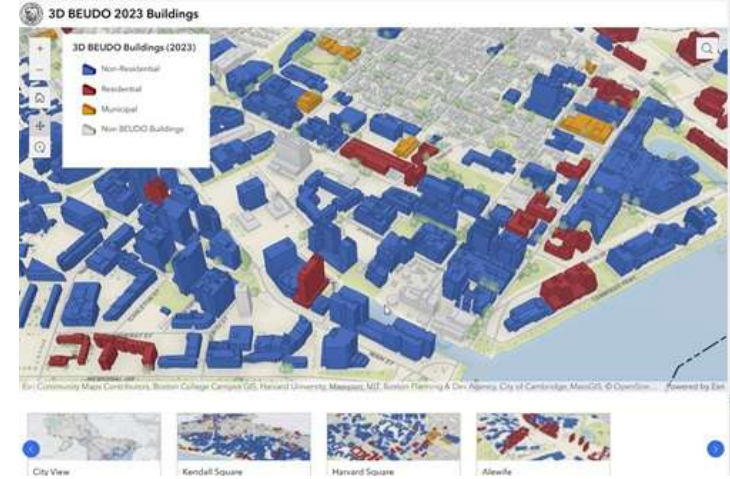 3D BEUDO 2023 Buildings
3D BEUDO Buildings (2023)
Non-Residential
Residential
Municipal
Non BEUDO Buildings
MAIN ST
Esri Community Maps Contributors, Boston College Campus GIS, Harvard University, Massport, MIT, Boston Planning & Dev Agency, City of Cambridge, MassGIS, © OpenStre... Powered by Esri
City View
Kendall Square
Harvard Square
Alewife